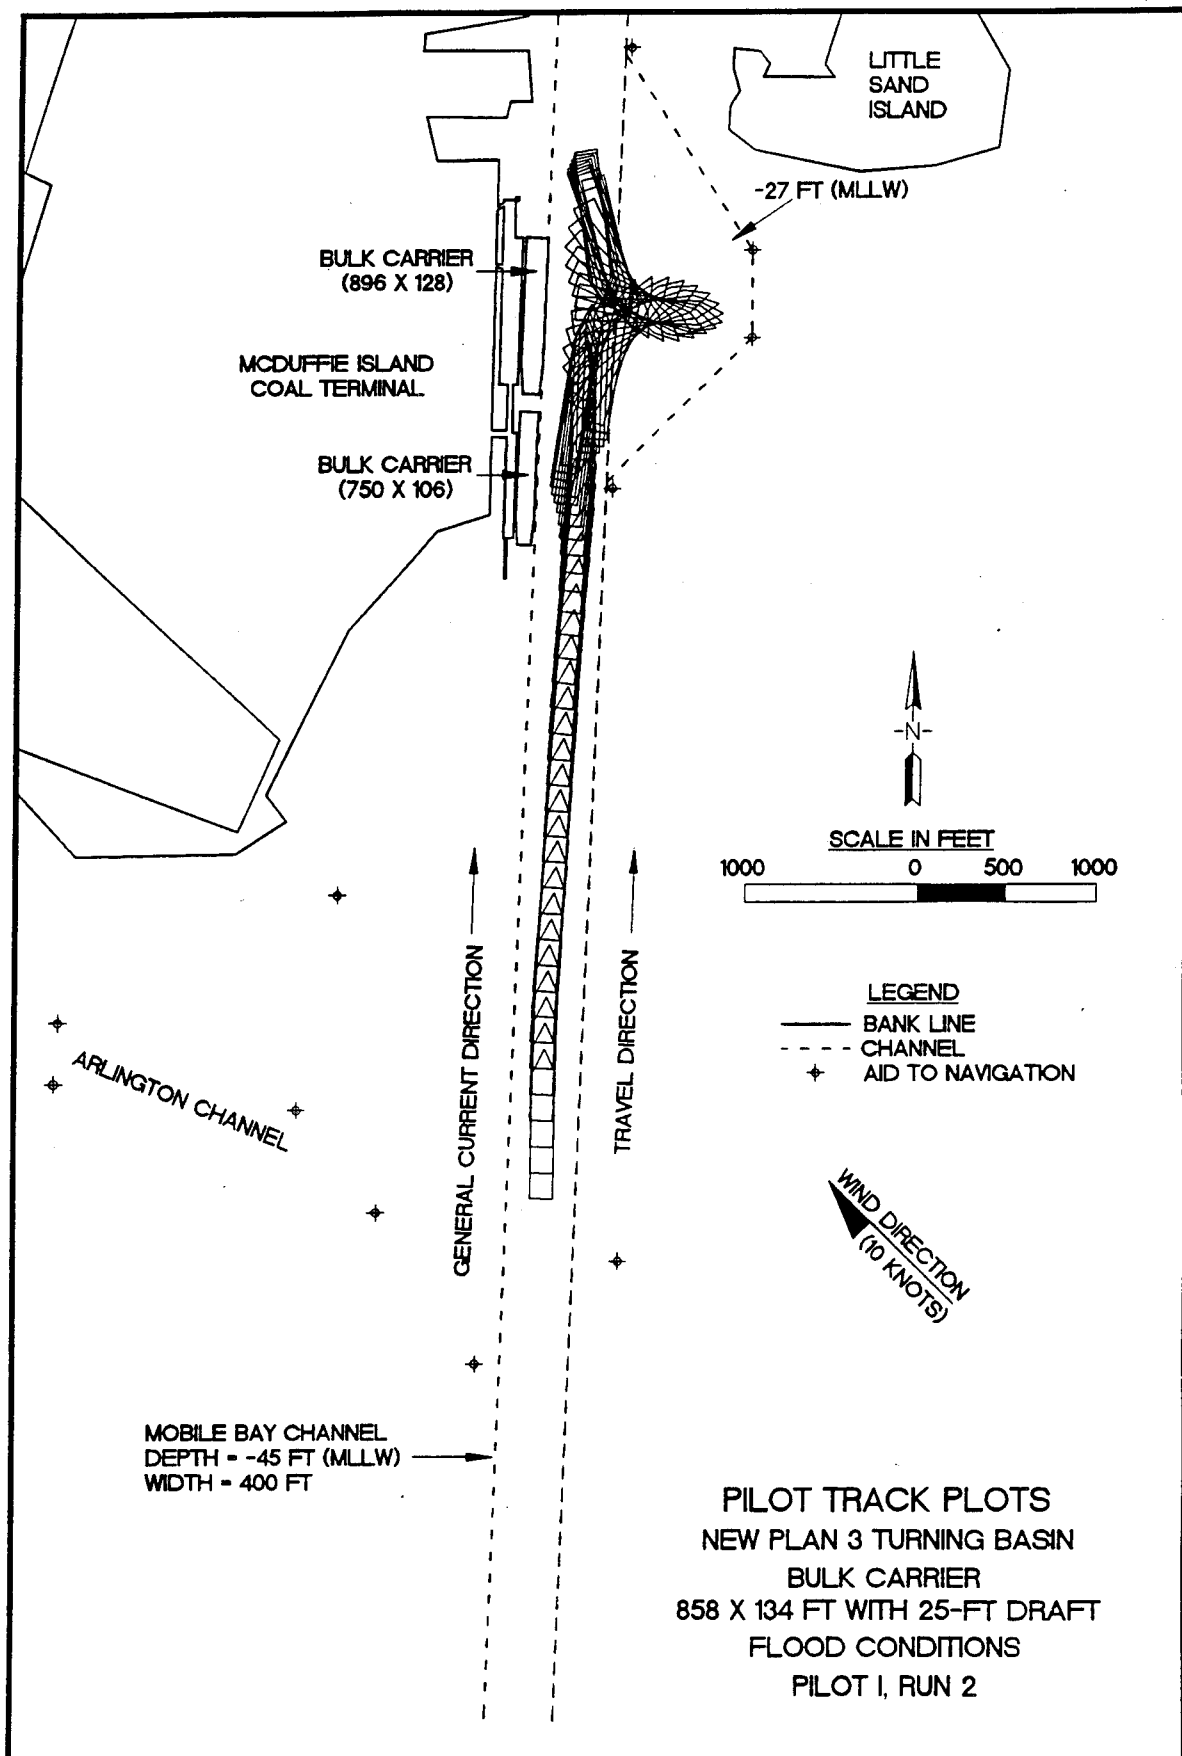 LITTLE
SAND
ISLAND
-27 FT (MLLW)
BULK CARRIER
(896 X 128)
MCDUFFIE ISLAND
COAL TERMINAL
BULK CARRIER
(750 X 106)
-N-
SCALE IN FEET
1000 0 500 1000
GENERAL CURRENT DIRECTION
TRAVEL DIRECTION
LEGEND
BANK LINE
CHANNEL
AID TO NAVIGATION
ARLINGTON CHANNEL
WIND DIRECTION
(10 KNOTS)
MOBILE BAY CHANNEL
DEPTH = -45 FT (MLLW)
WIDTH = 400 FT
PILOT TRACK PLOTS
NEW PLAN 3 TURNING BASIN
BULK CARRIER
858 X 134 FT WITH 25-FT DRAFT
FLOOD CONDITIONS
PILOT I, RUN 2